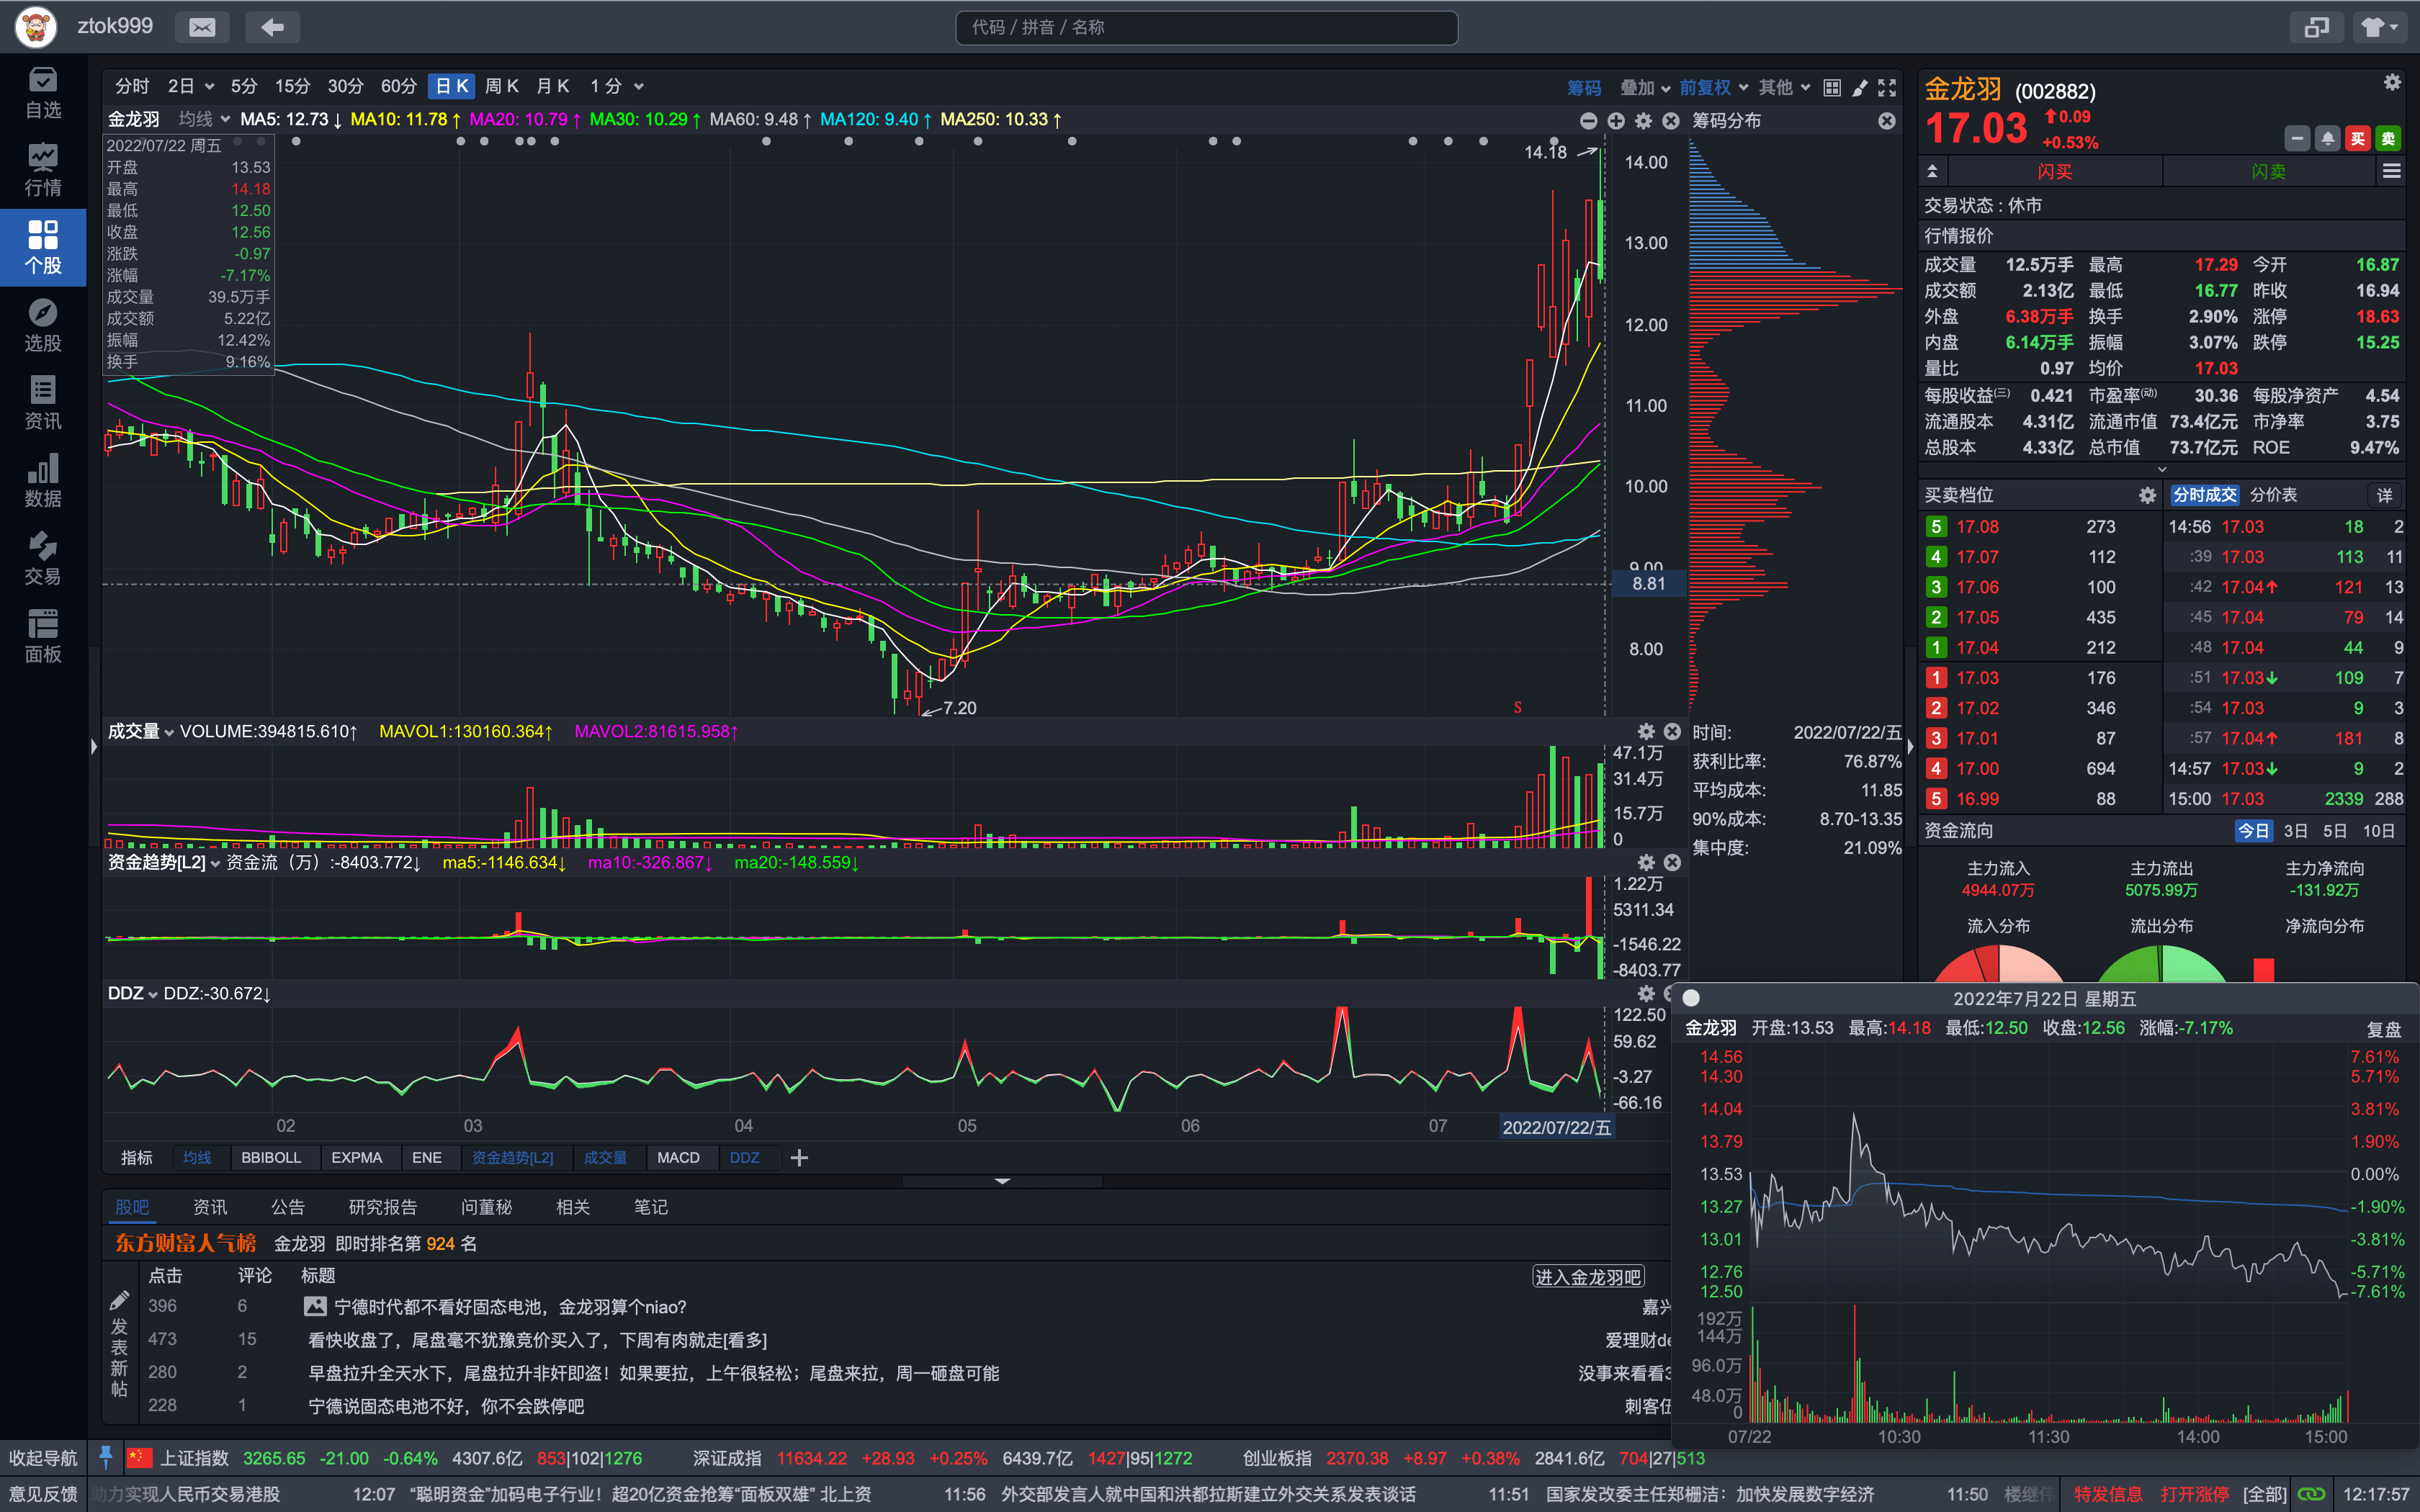 ztok999
代码 / 拼音 / 名称
自选
行情
个股
选股
资讯
数据
交易
面板
分时 2日 5分 15分 30分 60分 日K 周K 月K 1分
筹码 叠加 前复权 其他
金龙羽 均线 MA5: 12.73↓ MA10: 11.78↑ MA20: 10.79↑ MA30: 10.29↑ MA60: 9.48↑ MA120: 9.40↑ MA250: 10.33↑
筹码分布
2022/07/22 周五
开盘 13.53
最高 14.18
最低 12.50
收盘 12.56
涨跌 -0.97
涨幅 -7.17%
成交量 39.5万手
成交额 5.22亿
振幅 12.42%
换手 9.16%
14.18
14.00
13.00
12.00
11.00
10.00
9.00
8.81
8.00
7.20
S
成交量 VOLUME:394815.610↑ MAVOL1:130160.364↑ MAVOL2:81615.958↑
47.1万
31.4万
15.7万
0
时间: 2022/07/22/五
获利比率: 76.87%
平均成本: 11.85
90%成本: 8.70-13.35
集中度: 21.09%
资金趋势[L2] 资金流（万）:-8403.772↓ ma5:-1146.634↓ ma10:-326.867↓ ma20:-148.559↓
1.22万
5311.34
-1546.22
-8403.77
DDZ DDZ:-30.672↓
122.50
59.62
-3.27
-66.16
02 03 04 05 06 07 2022/07/22/五
指标 均线 BBIBOLL EXPMA ENE 资金趋势[L2] 成交量 MACD DDZ
股吧 资讯 公告 研究报告 问董秘 相关 笔记
东方财富人气榜 金龙羽 即时排名第 924 名
点击 评论 标题 进入金龙羽吧
发表新帖
396 6 宁德时代都不看好固态电池，金龙羽算个niao? 嘉兴
473 15 看快收盘了，尾盘毫不犹豫竞价买入了，下周有肉就走[看多] 爱理财de
280 2 早盘拉升全天水下，尾盘拉升非奸即盗！如果要拉，上午很轻松；尾盘来拉，周一砸盘可能 没事来看看3
228 1 宁德说固态电池不好，你不会跌停吧 刺客伍
金龙羽 (002882)
17.03 0.09
+0.53%
买 卖
闪买 闪卖
交易状态 : 休市
行情报价
成交量 12.5万手 最高 17.29 今开 16.87
成交额 2.13亿 最低 16.77 昨收 16.94
外盘 6.38万手 换手 2.90% 涨停 18.63
内盘 6.14万手 振幅 3.07% 跌停 15.25
量比 0.97 均价 17.03
每股收益(三) 0.421 市盈率(动) 30.36 每股净资产 4.54
流通股本 4.31亿 流通市值 73.4亿元 市净率 3.75
总股本 4.33亿 总市值 73.7亿元 ROE 9.47%
买卖档位 分时成交 分价表 详
5 17.08 273 14:56 17.03 18 2
4 17.07 112 :39 17.03 113 11
3 17.06 100 :42 17.04↑ 121 13
2 17.05 435 :45 17.04 79 14
1 17.04 212 :48 17.04 44 9
1 17.03 176 :51 17.03↓ 109 7
2 17.02 346 :54 17.03 9 3
3 17.01 87 :57 17.04↑ 181 8
4 17.00 694 14:57 17.03↓ 9 2
5 16.99 88 15:00 17.03 2339 288
资金流向 今日 3日 5日 10日
主力流入 主力流出 主力净流向
4944.07万 5075.99万 -131.92万
流入分布 流出分布 净流向分布
2022年7月22日 星期五
金龙羽 开盘:13.53 最高:14.18 最低:12.50 收盘:12.56 涨幅:-7.17% 复盘
14.56 7.61%
14.30 5.71%
14.04 3.81%
13.79 1.90%
13.53 0.00%
13.27 -1.90%
13.01 -3.81%
12.76 -5.71%
12.50 -7.61%
192万
144万
96.0万
48.0万
0
07/22 10:30 11:30 14:00 15:00
收起导航 上证指数 3265.65 -21.00 -0.64% 4307.6亿 853|102|1276 深证成指 11634.22 +28.93 +0.25% 6439.7亿 1427|95|1272 创业板指 2370.38 +8.97 +0.38% 2841.6亿 704|27|513
意见反馈 助力实现人民币交易港股 12:07 “聪明资金”加码电子行业！超20亿资金抢筹“面板双雄” 北上资 11:56 外交部发言人就中国和洪都拉斯建立外交关系发表谈话 11:51 国家发改委主任郑栅洁：加快发展数字经济 11:50 楼继伟 特发信息 打开涨停 [全部] 12:17:57